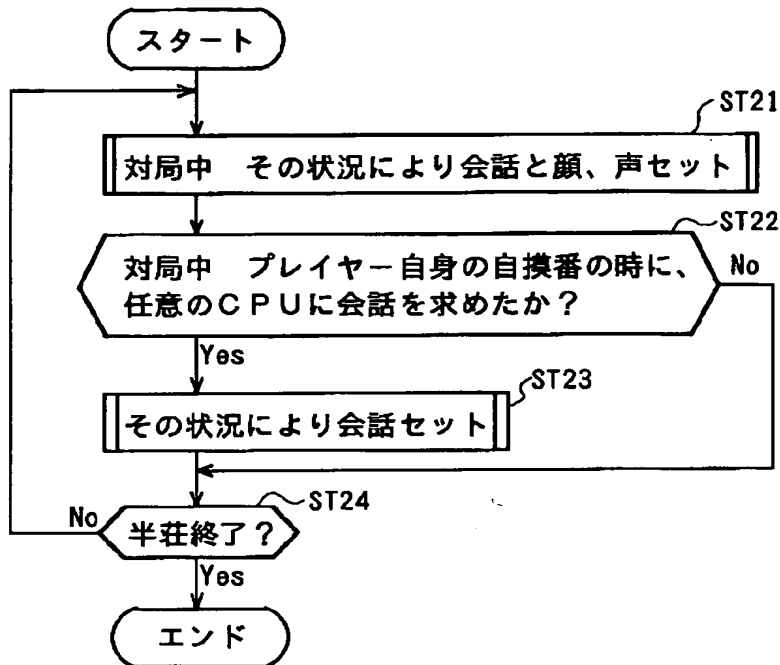 スタート
ST21
対局中 その状況により会話と顔、声セット
ST22
対局中 プレイヤー自身の自摸番の時に、
任意のCPUに会話を求めたか?
No
Yes
ST23
その状況により会話セット
ST24
半荘終了?
No
Yes
エンド